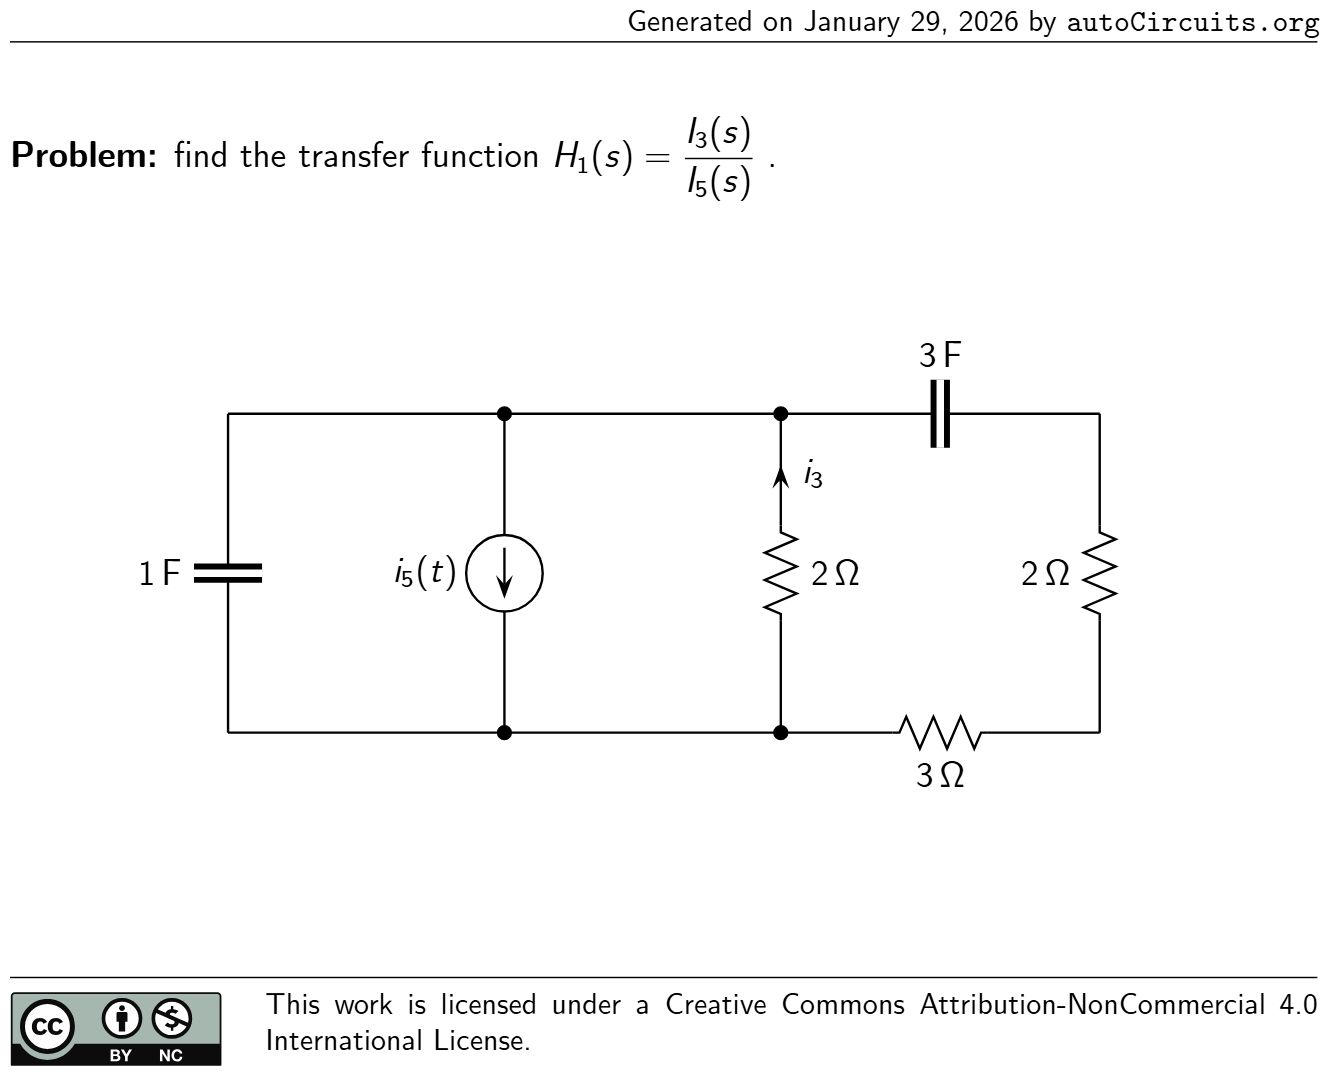 Generated on January 29, 2026 by autoCircuits.org
Problem: find the transfer function H₁(s) = I₃(s) / I₅(s) .
3 F
i₃
1 F
i₅(t)
2 Ω
2 Ω
3 Ω
This work is licensed under a Creative Commons Attribution-NonCommercial 4.0
International License.
cc
BY NC